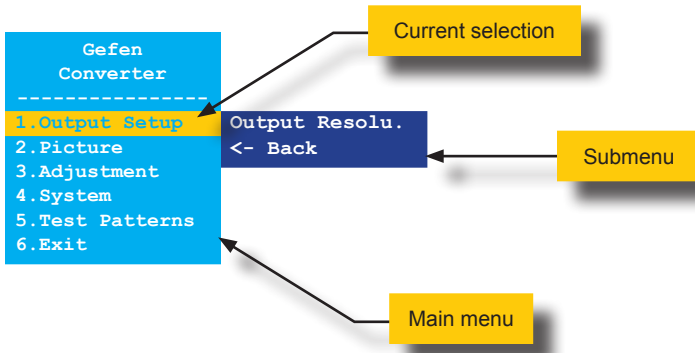 Current selection
Gefen
Converter
----------------
1.Output Setup
Output Resolu.
2.Picture
<- Back
3.Adjustment
Submenu
4.System
5.Test Patterns
6.Exit
Main menu